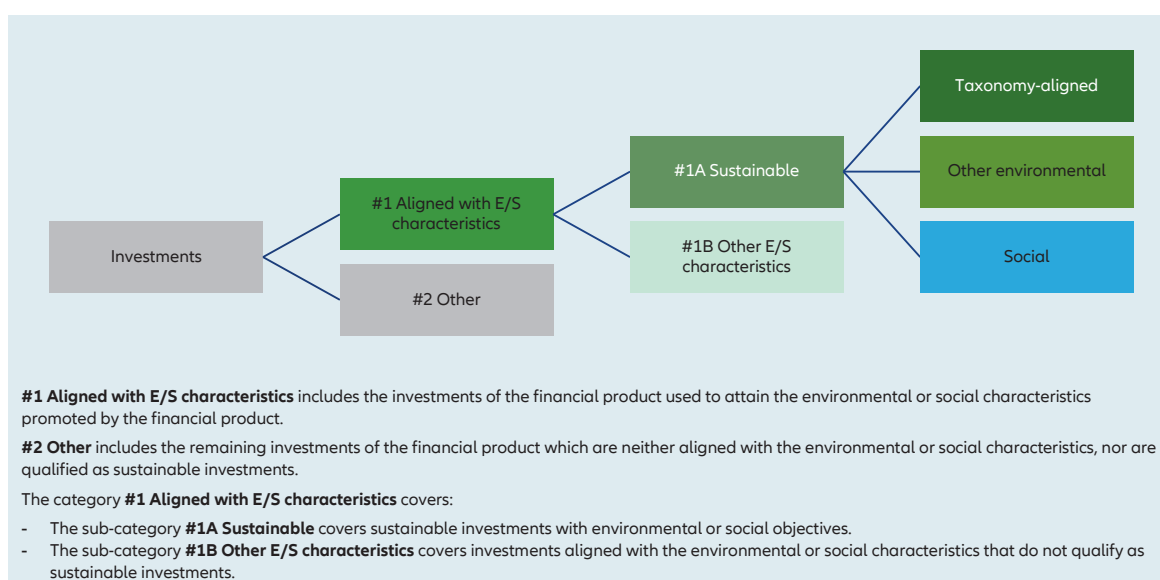 Taxonomy-aligned
#1A Sustainable
Other environmental
#1 Aligned with E/S
characteristics
#1B Other E/S
characteristics
Investments
Social
#2 Other
#1 Aligned with E/S characteristics includes the investments of the financial product used to attain the environmental or social characteristics
promoted by the financial product.
#2 Other includes the remaining investments of the financial product which are neither aligned with the environmental or social characteristics, nor are
qualified as sustainable investments.
The category #1 Aligned with E/S characteristics covers:
- The sub-category #1A Sustainable covers sustainable investments with environmental or social objectives.
- The sub-category #1B Other E/S characteristics covers investments aligned with the environmental or social characteristics that do not qualify as
sustainable investments.